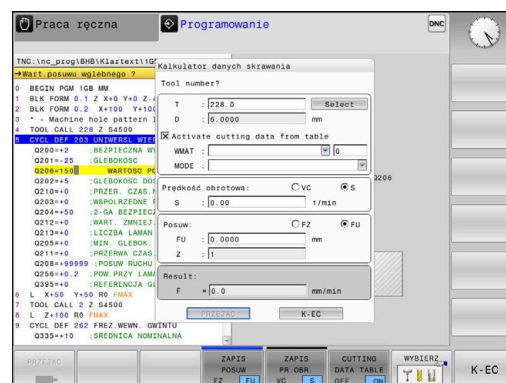 Praca ręczna
Programowanie
DNC
TNC:\nc_prog\BHB\Klartext\1G
→Wart.posuwu wglebnego ?
0 BEGIN PGM 1GB MM
1 BLK FORM 0.1 Z X+0 Y+0 Z-
2 BLK FORM 0.2 X+100 Y+10
3 * - Machine hole pattern I
4 TOOL CALL 228 Z S4500
5 CYCL DEF 203 UNIWERSL WIE
Q200=+2 ;BEZPIECZNA WY
Q201=-25 ;GLEBOKOSC
Q206=150 WARTOSC PO
Q202=+5 ;GLEBOKOSC DOS
Q210=+0 ;PRZER. CZAS.
Q203=+0 ;WSPOLRZEDNE
Q204=+50 ;2-GA BEZPIEC
Q212=+0 ;WART. ZMNIEJ.
Q213=+0 ;LICZBA LAMAN
Q205=+0 ;MIN. GLEBOK.
Q211=+0 ;PRZERWA CZAS.
Q208=+99999 ;POSUW RUCHU
Q256=+0.2 ;POW.PRZY LAMA
Q395=+0 ;REFERENCJA GL
6 L X+50 Y+50 R0 FMAX
7 TOOL CALL 2 Z S4500
8 L Z+100 R0 FMAX
9 CYCL DEF 262 FREZ.WEWN. GWINTU
Q335=+10 ;SREDNICA NOMINALNA
Kalkulator danych skrawania
Tool number?
T : 228.0 Select
D : 6.0000 mm
Activate cutting data from table
WMAT : 0
MODE :
Prędkość obrotowa: VC S
S : 0.00 1/min
Posuw: FZ FU
FU : 0.0000 mm
Z : 1
Result:
F = 0.0 mm/min
PRZEJAC K-EC
Q206
PRZEJAC
ZAPIS POSUW FZ FU
ZAPIS PR.OBR. VC S
CUTTING DATA TABLE OFF ON
WYBIERZ
K-EC